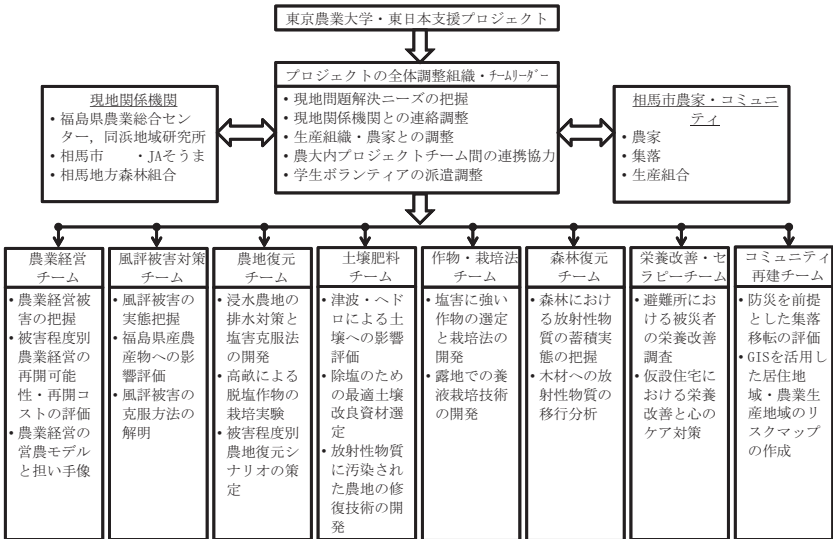 東京農業大学・東日本支援プロジェクト
プロジェクトの全体調整組織・チームリーダー
・現地問題解決ニーズの把握
・現地関係機関との連絡調整
・生産組織・農家との調整
・農大内プロジェクトチーム間の連携協力
・学生ボランティアの派遣調整
現地関係機関
・福島県農業総合セン
ター，同浜地域研究所
・相馬市　・JAそうま
・相馬地方森林組合
相馬市農家・コミュニ
ティ
・農家
・集落
・生産組合
農業経営
チーム
・農業経営被
害の把握
・被害程度別
農業経営の
再開可能
性・再開コ
ストの評価
・農業経営の
営農モデル
と担い手像
風評被害対策
チーム
・風評被害の
実態把握
・福島県産農
産物への影
響評価
・風評被害の
克服方法の
解明
農地復元
チーム
・浸水農地の
排水対策と
塩害克服法
の開発
・高畝による
脱塩作物の
栽培実験
・被害程度別
農地復元シ
ナリオの策
定
土壌肥料
チーム
・津波・ヘド
ロによる土
壌への影響
評価
・除塩のため
の最適土壌
改良資材選
定
・放射性物質
に汚染され
た農地の修
復技術の開
発
作物・栽培法
チーム
・塩害に強い
作物の選定
と栽培法の
開発
・露地での養
液栽培技術
の開発
森林復元
チーム
・森林におけ
る放射性物
質の蓄積実
態の把握
・木材への放
射性物質の
移行分析
栄養改善・セ
ラピーチーム
・避難所にお
ける被災者
の栄養改善
調査
・仮設住宅に
おける栄養
改善と心の
ケア対策
コミュニティ
再建チーム
・防災を前提
とした集落
移転の評価
・GISを活用し
た居住地
域・農業生
産地域のリ
スクマップ
の作成